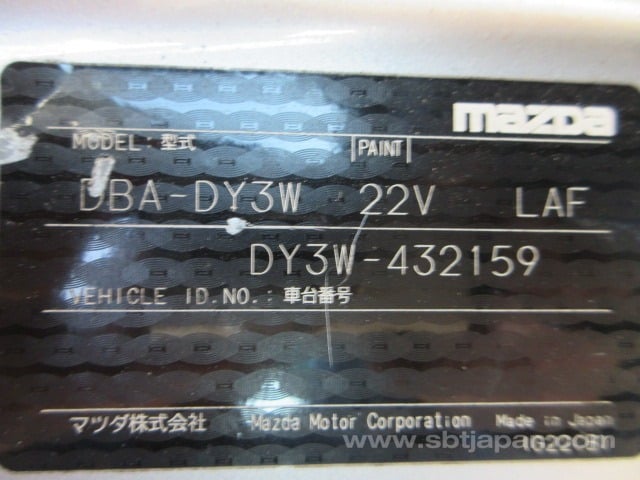 mazda
MODEL : 型式 PAINT
DBA-DY3W 22V LAF
DY3W-432159
VEHICLE ID.NO.: 車台番号
マツダ株式会社 Mazda Motor Corporation Made in Japan
www.sbtjapan.com